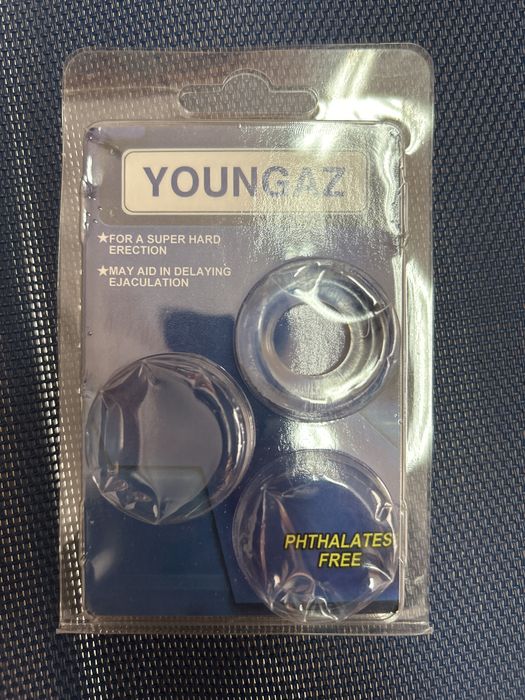 YOUNGAZ
★FOR A SUPER HARD
ERECTION
★MAY AID IN DELAYING
EJACULATION
PHTHALATES
FREE